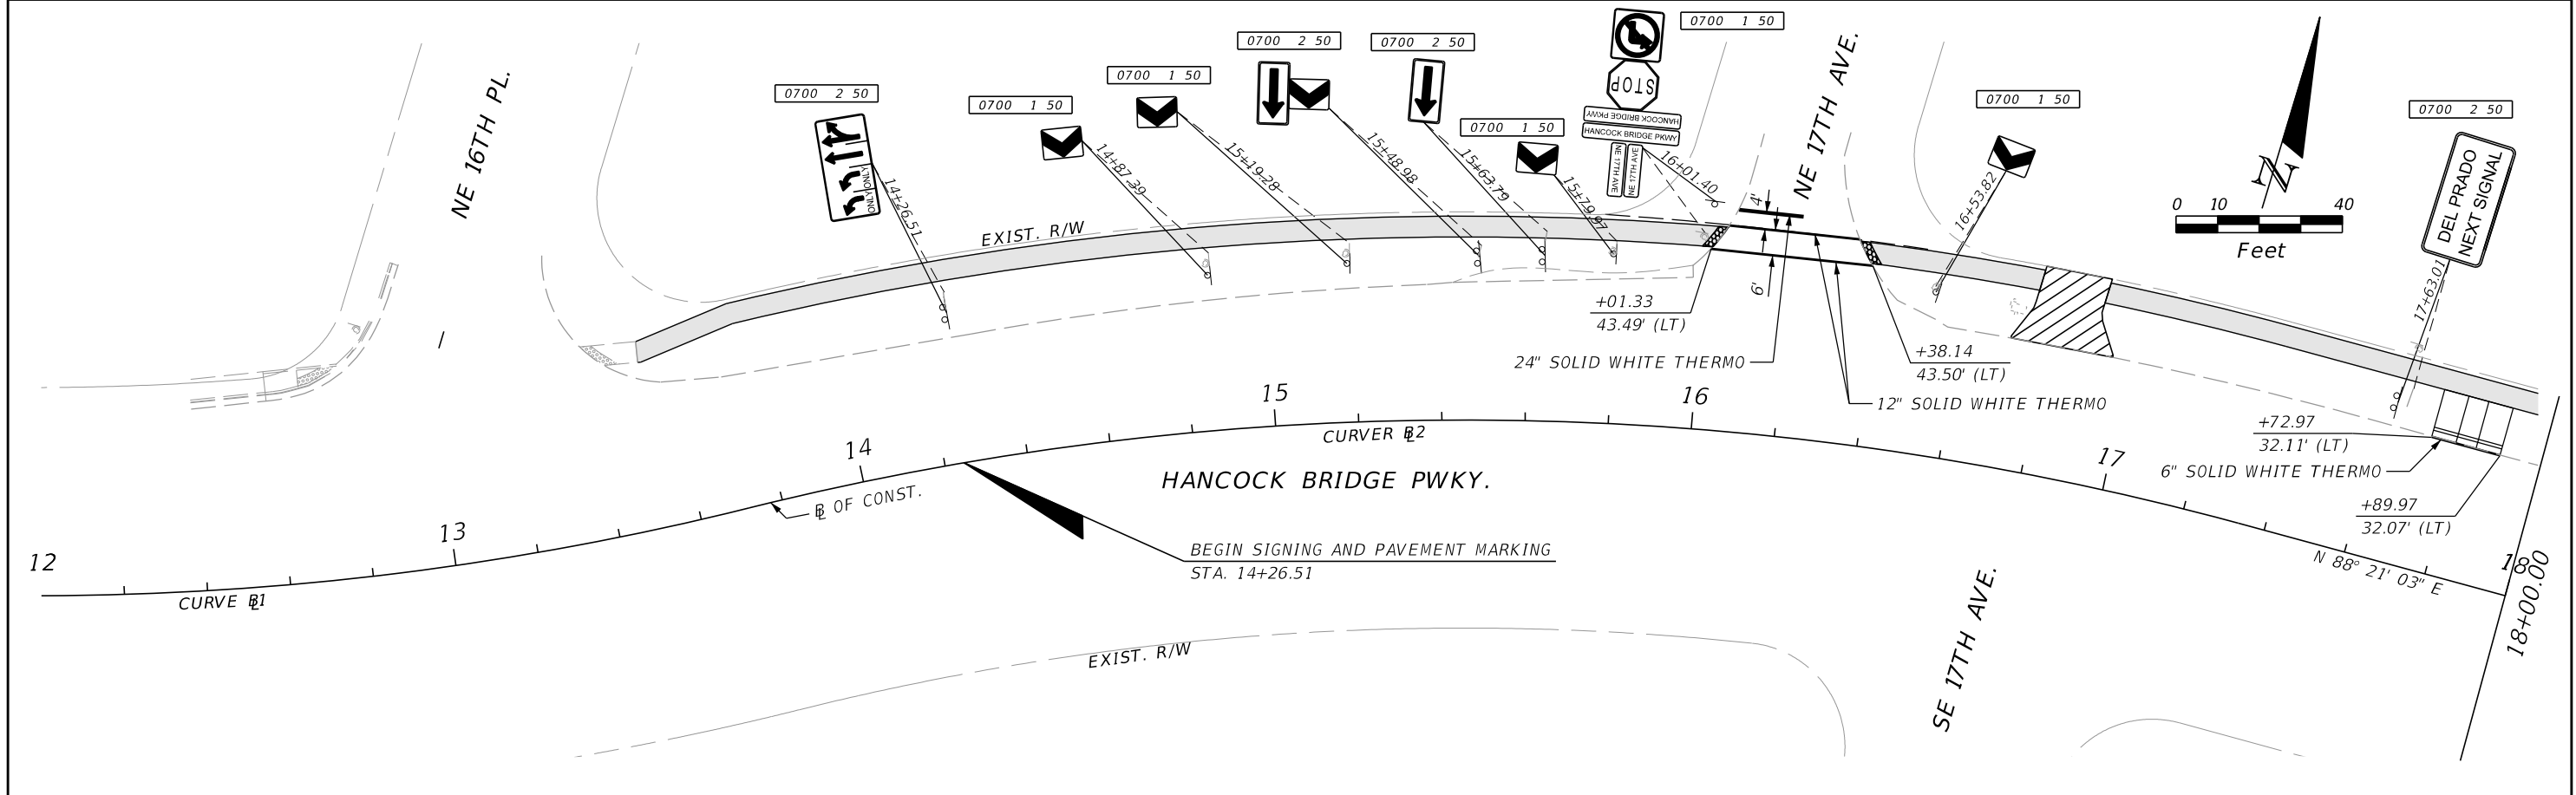 NE 16TH PL.
0700 2 50
ONLY ONLY
14+26.51
0700 1 50
14+87.39
0700 1 50
15+19.28
0700 2 50
15+48.98
0700 2 50
15+63.79
0700 1 50
15+79.97
0700 1 50
STOP
HANCOCK BRIDGE PKWY
HANCOCK BRIDGE PKWY
NE 17TH AVE
NE 17TH AVE
16+01.40
NE 17TH AVE.
4'
6'
0700 1 50
16+53.82
N
0 10 40
Feet
0700 2 50
DEL PRADO
NEXT SIGNAL
17+63.01
EXIST. R/W
+01.33
43.49' (LT)
24" SOLID WHITE THERMO
+38.14
43.50' (LT)
12" SOLID WHITE THERMO
+72.97
32.11' (LT)
6" SOLID WHITE THERMO
+89.97
32.07' (LT)
12
13
14
15
16
17
18
CURVE BL1
BL OF CONST.
CURVER BL2
HANCOCK BRIDGE PWKY.
BEGIN SIGNING AND PAVEMENT MARKING
STA. 14+26.51
N 88° 21' 03" E
18+00.00
EXIST. R/W
SE 17TH AVE.